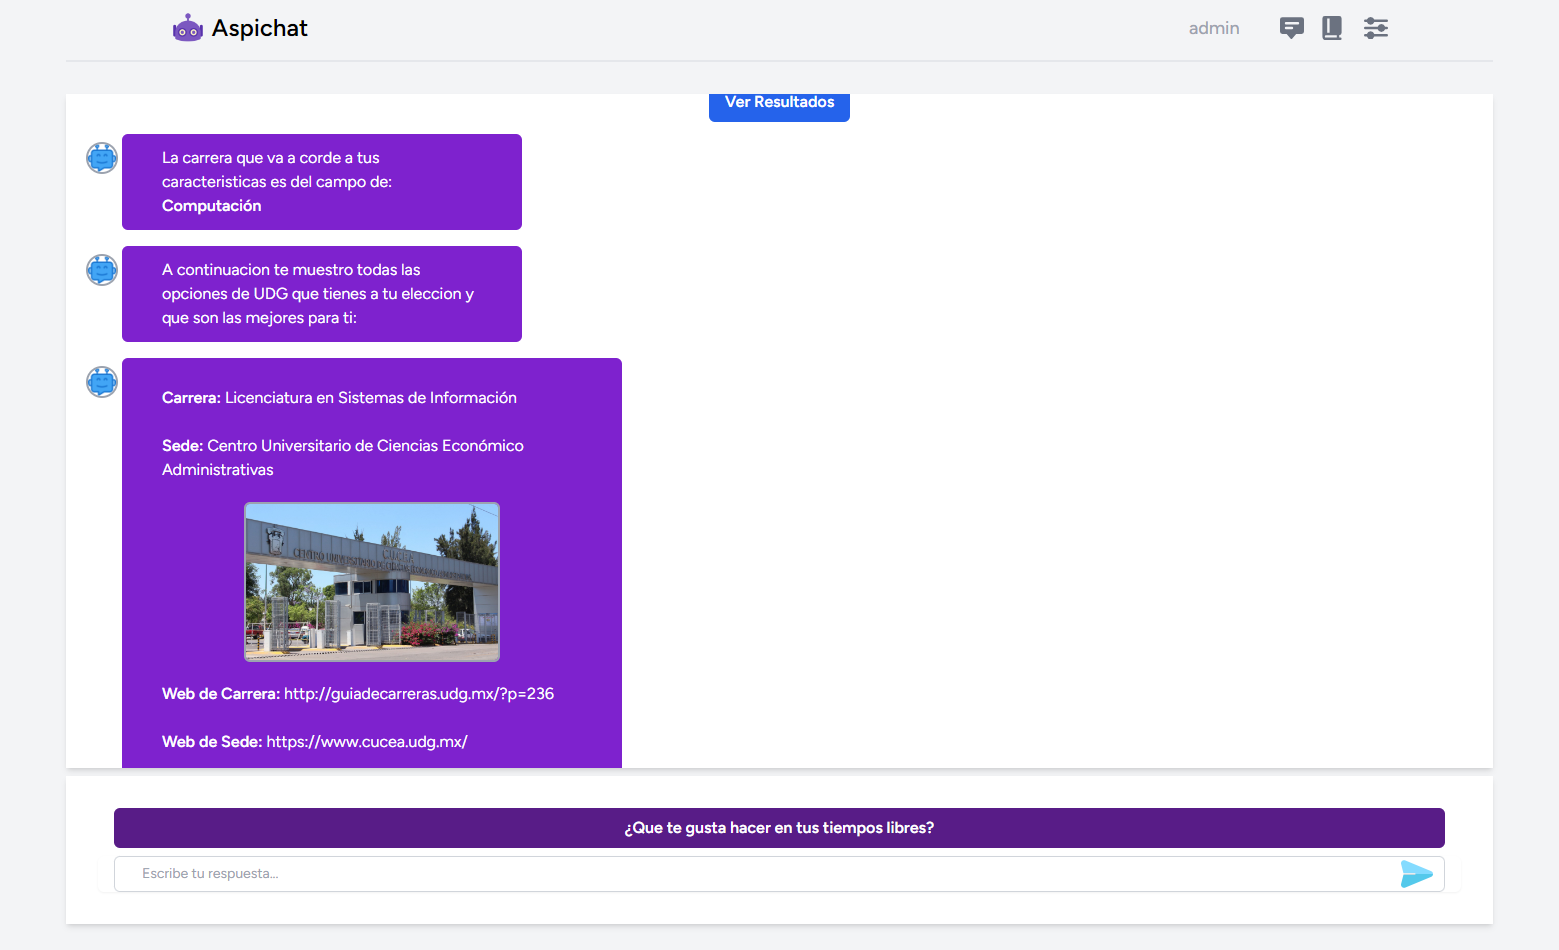 Aspichat
admin
Ver Resultados
La carrera que va a corde a tus
caracteristicas es del campo de:
Computación
A continuacion te muestro todas las
opciones de UDG que tienes a tu eleccion y
que son las mejores para ti:
Carrera: Licenciatura en Sistemas de Información
Sede: Centro Universitario de Ciencias Económico
Administrativas
CUCEA
CENTRO UNIVERSITARIO DE CIENCIAS
Web de Carrera: http://guiadecarreras.udg.mx/?p=236
Web de Sede: https://www.cucea.udg.mx/
¿Que te gusta hacer en tus tiempos libres?
Escribe tu respuesta...